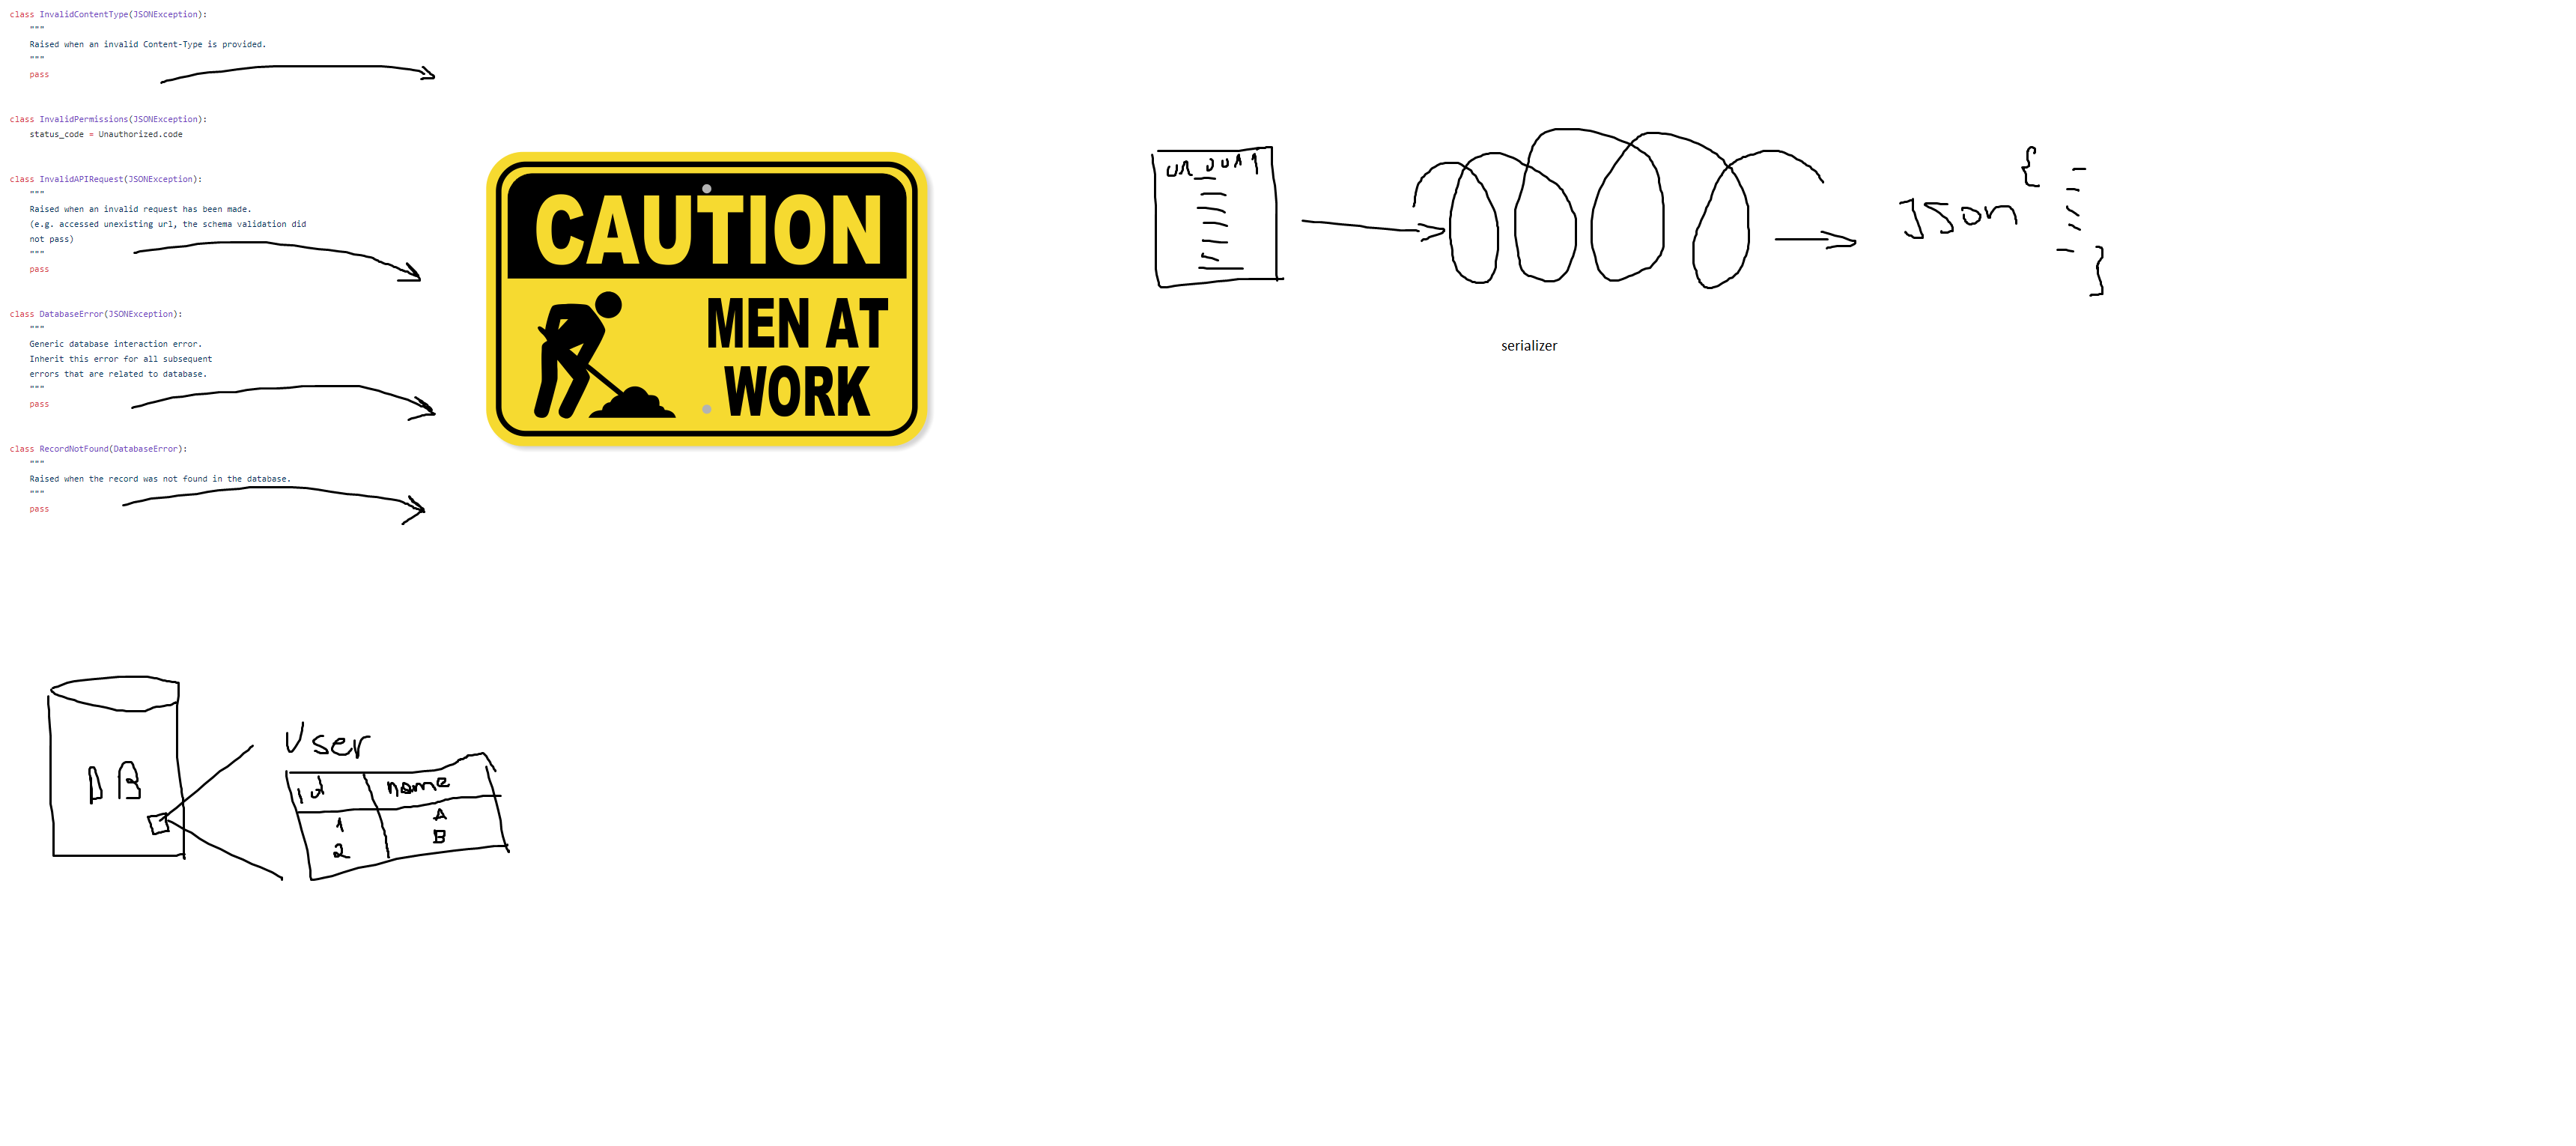 class InvalidContentType(JSONException):
"""
Raised when an invalid Content-Type is provided.
"""
pass
class InvalidPermissions(JSONException):
status_code = Unauthorized.code
class InvalidAPIRequest(JSONException):
"""
Raised when an invalid request has been made.
(e.g. accessed unexisting url, the schema validation did
not pass)
"""
pass
class DatabaseError(JSONException):
"""
Generic database interaction error.
Inherit this error for all subsequent
errors that are related to database.
"""
pass
class RecordNotFound(DatabaseError):
"""
Raised when the record was not found in the database.
"""
pass
CAUTION
MEN AT
WORK
JSon {
}
serializer
DB
User
id name
1 A
2 B